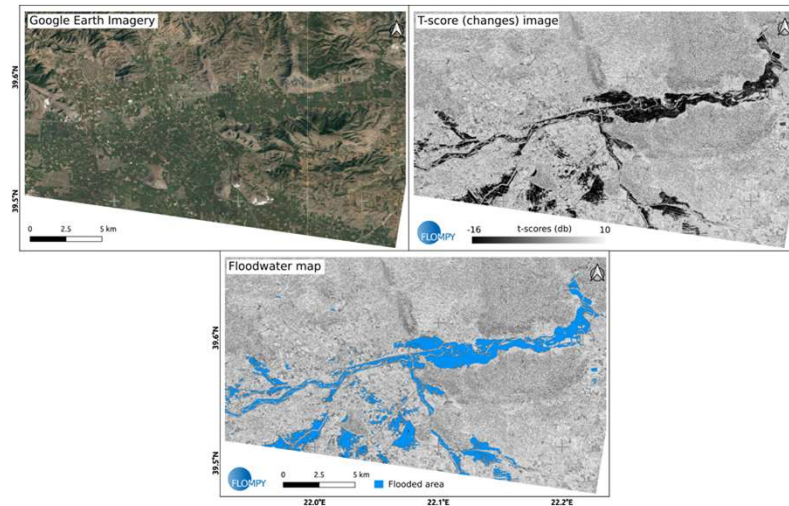 Google Earth Imagery
T-score (changes) image
39.6°N
39.5°N
0 2.5 5 km
FLOMPY
-16 t-scores (db) 10
Floodwater map
39.6°N
39.5°N
FLOMPY
0 2.5 5 km
Flooded area
22.0°E 22.1°E 22.2°E